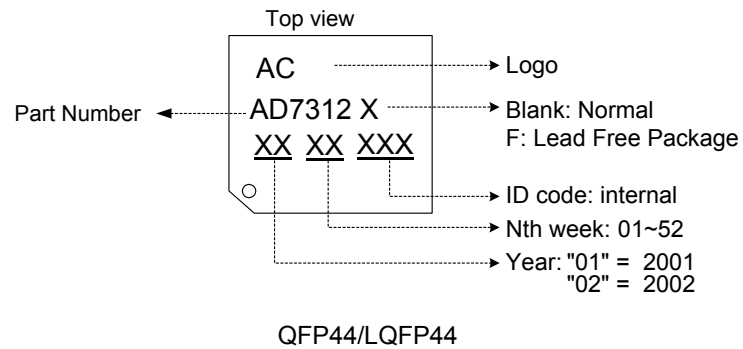 Top view
AC
Logo
Part Number
AD7312 X
Blank: Normal
F: Lead Free Package
XX XX XXX
ID code: internal
Nth week: 01~52
Year: "01" = 2001
"02" = 2002
QFP44/LQFP44